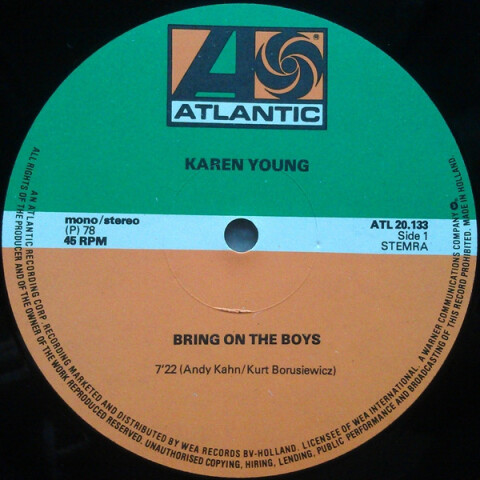 ATLANTIC
KAREN YOUNG
mono/stereo
(P) 78
45 RPM
ATL 20.133
Side 1
STEMRA
BRING ON THE BOYS
7'22 (Andy Kahn/Kurt Borusiewicz)
AN ATLANTIC RECORDING CORP. RECORDING MARKETED AND DISTRIBUTED BY WEA RECORDS BV-HOLLAND. LICENSEE OF WEA INTERNATIONAL. A WARNER COMMUNICATIONS COMPANY
ALL RIGHTS OF THE PRODUCER AND OF THE OWNER OF THE WORK REPRODUCED RESERVED. UNAUTHORISED COPYING, HIRING, LENDING, PUBLIC PERFORMANCE AND BROADCASTING OF THIS RECORD PROHIBITED. MADE IN HOLLAND.